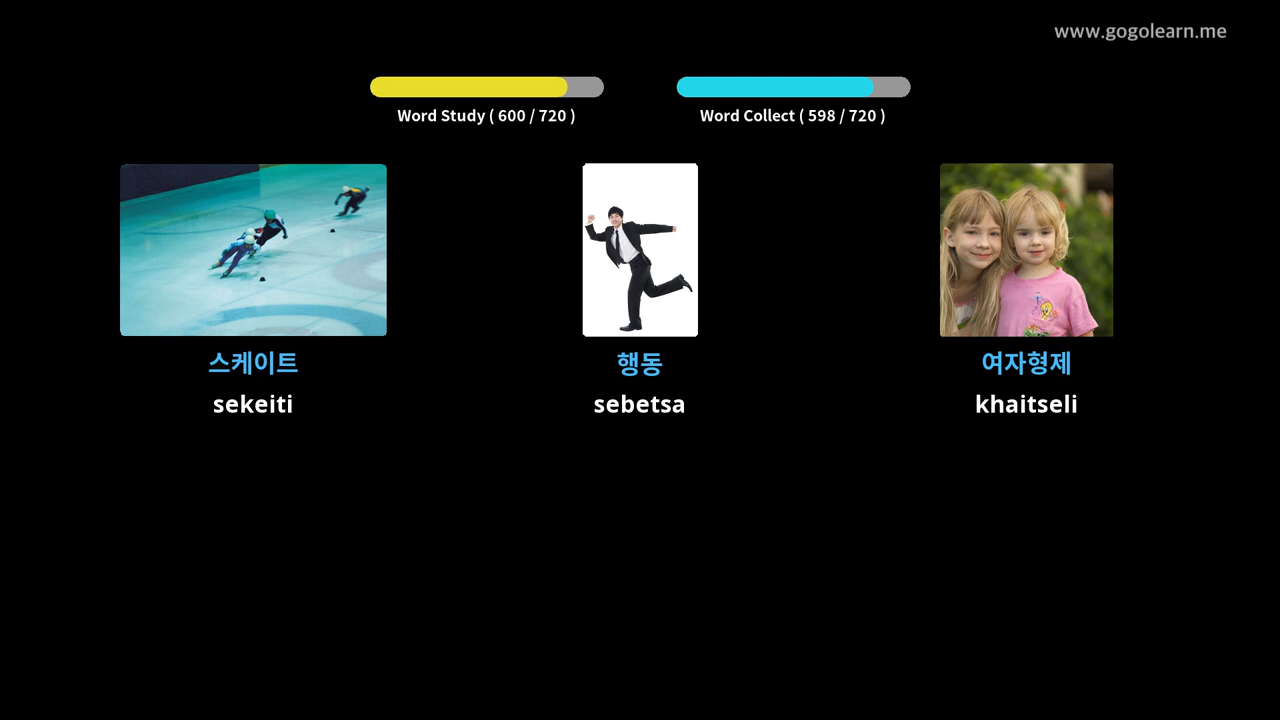 www.gogolearn.me
Word Study ( 600 / 720 )
Word Collect ( 598 / 720 )
스케이트
행동
여자형제
sekeiti
sebetsa
khaitseli